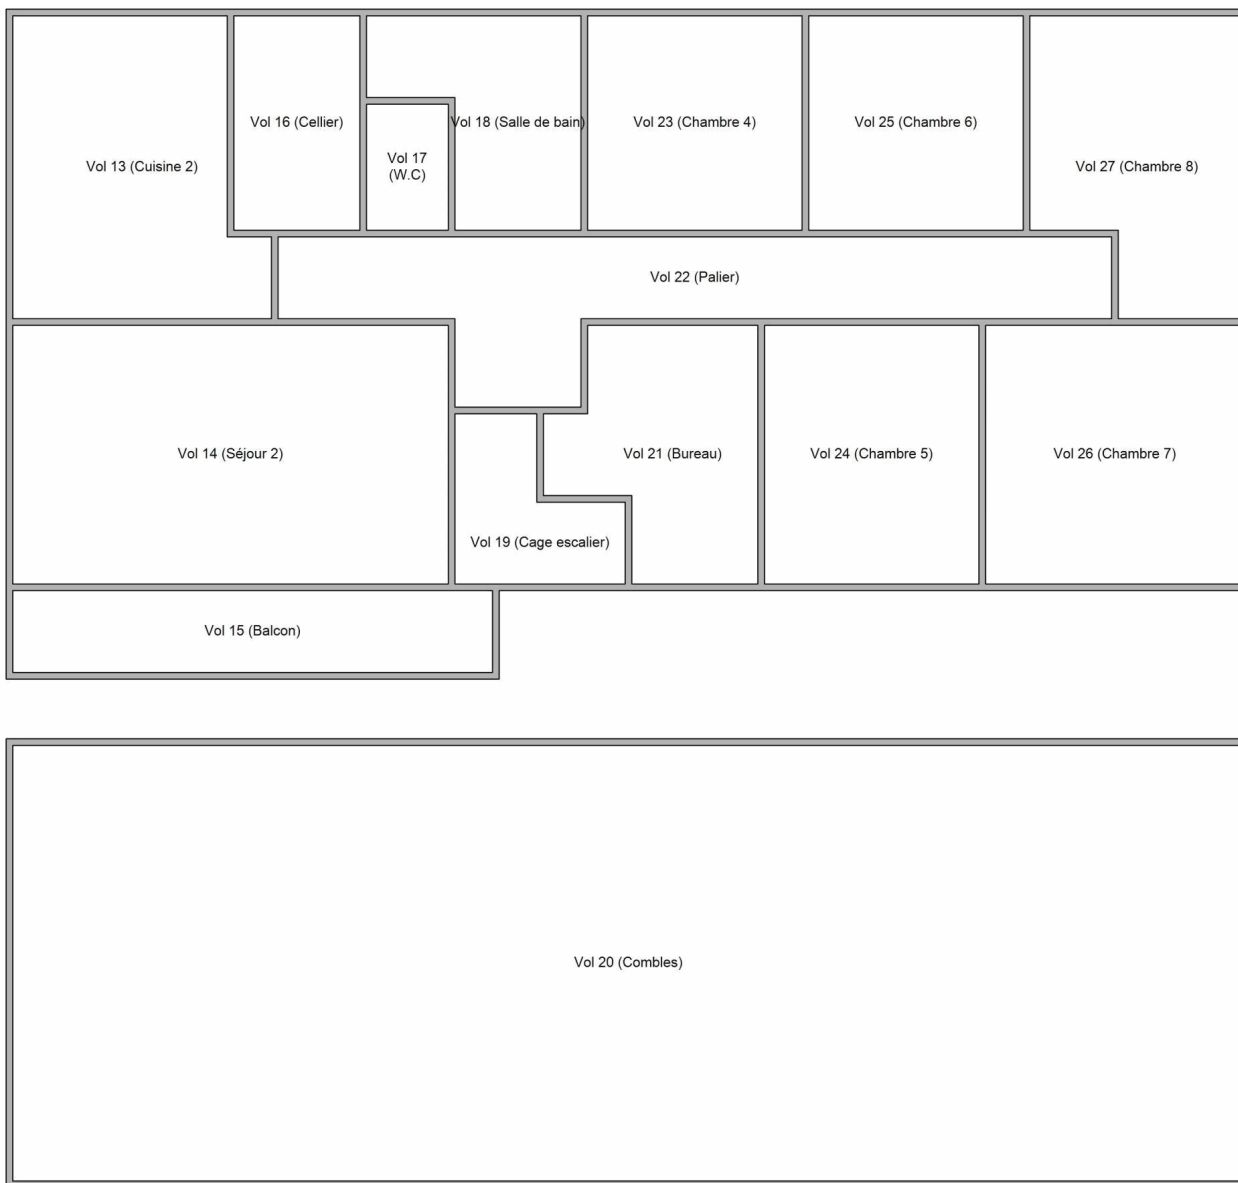 Vol 16 (Cellier)
Vol 18 (Salle de bain)
Vol 23 (Chambre 4)
Vol 25 (Chambre 6)
Vol 13 (Cuisine 2)
Vol 17
(W.C)
Vol 27 (Chambre 8)
Vol 22 (Palier)
Vol 14 (Séjour 2)
Vol 21 (Bureau)
Vol 24 (Chambre 5)
Vol 26 (Chambre 7)
Vol 19 (Cage escalier)
Vol 15 (Balcon)
Vol 20 (Combles)